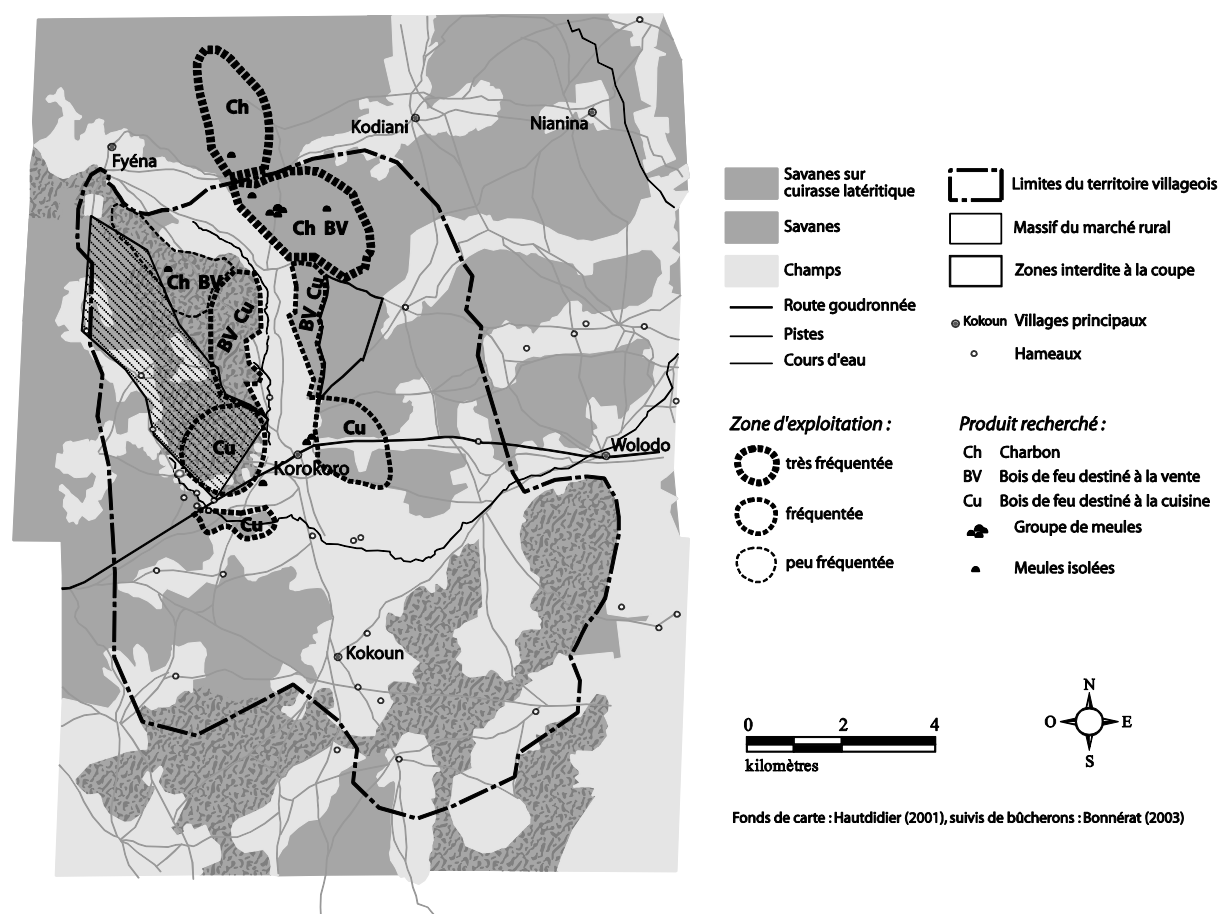 Ch
Kodiani
Nianina
Fyéna
Ch BV
Ch BV
BV Cu
BV Cu
Cu
Cu
Wolodo
Korokoro
Cu
Kokoun
Savanes sur
cuirasse latéritique
Savanes
Champs
Route goudronnée
Pistes
Cours d'eau
Limites du territoire villageois
Massif du marché rural
Zones interdite à la coupe
Kokoun Villages principaux
Hameaux
Zone d'exploitation :
très fréquentée
fréquentée
peu fréquentée
Produit recherché :
Ch Charbon
BV Bois de feu destiné à la vente
Cu Bois de feu destiné à la cuisine
Groupe de meules
Meules isolées
0 2 4
kilomètres
N
O E
S
Fonds de carte : Hautdidier (2001), suivis de bûcherons : Bonnérat (2003)